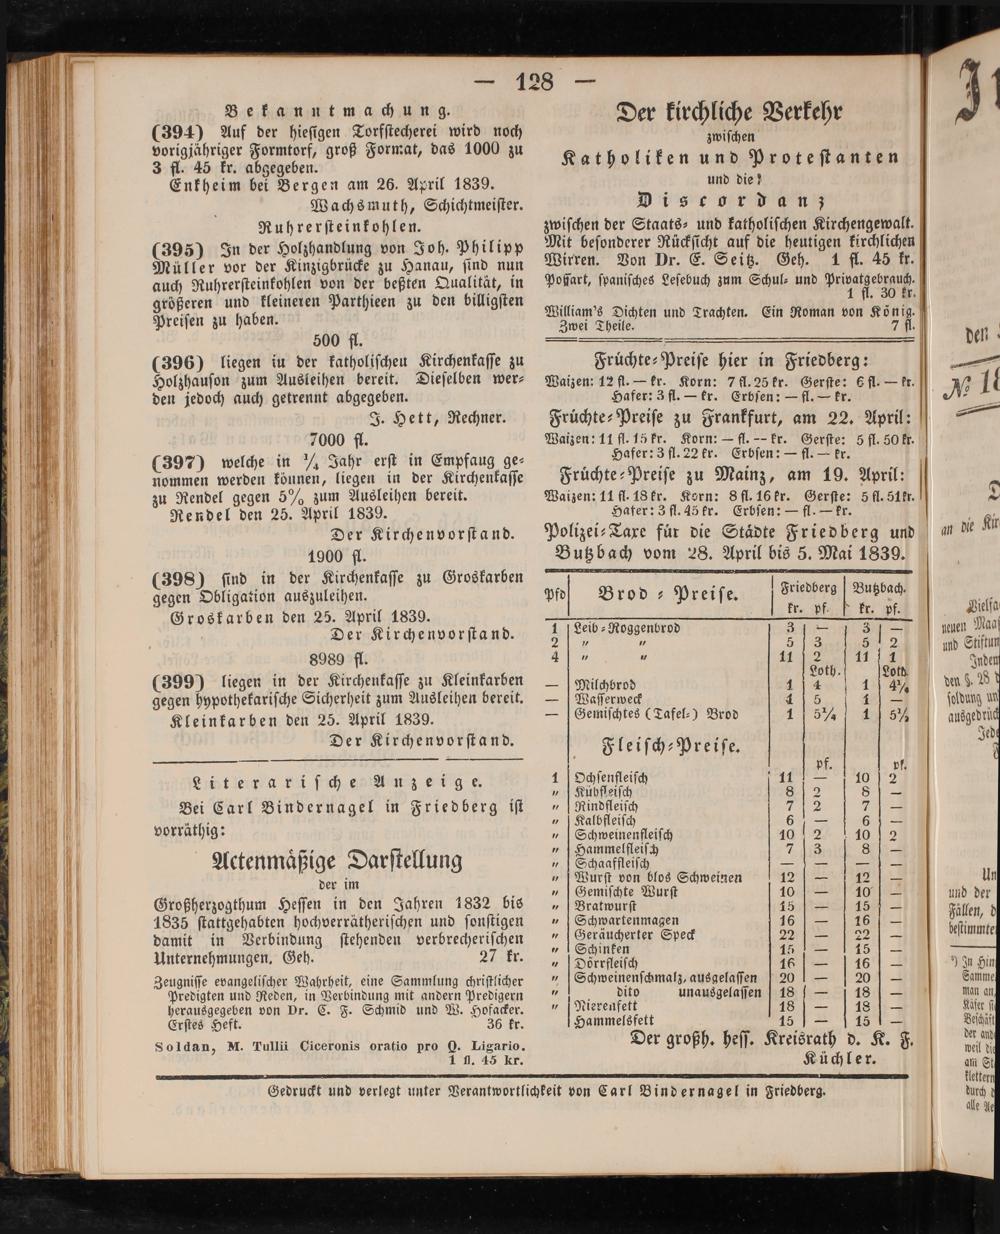 — 128 —
Bekanntmachung.
(394) Auf der hiesigen Torfstecherei wird noch
vorigjähriger Formtorf, groß Format, das 1000 zu
3 fl. 45 kr. abgegeben.
Enkheim bei Bergen am 26. April 1839.
Wachsmuth, Schichtmeister.
Ruhrersteinkohlen.
(395) In der Holzhandlung von Joh. Philipp
Müller vor der Kinzigbrücke zu Hanau, sind nun
auch Ruhrersteinkohlen von der beßten Qualität, in
größeren und kleineren Parthieen zu den billigsten
Preisen zu haben.
500 fl.
(396) liegen iu der katholischeu Kirchenkasse zu
Holzhauson zum Ausleihen bereit. Dieselben wer-
den jedoch auch getrennt abgegeben.
J. Hett, Rechner.
7000 fl.
(397) welche in ¾ Jahr erst in Empfaug ge-
nommen werden können, liegen in der Kirchenkasse
zu Rendel gegen 5% zum Ausleihen bereit.
Rendel den 25. April 1839.
Der Kirchenvorstand.
1900 fl.
(398) sind in der Kirchenkasse zu Groskarben
gegen Obligation auszuleihen.
Groskarben den 25. April 1839.
Der Kirchenvorstand.
8989 fl.
(399) liegen in der Kirchenkasse zu Kleinkarben
gegen hypothekarische Sicherheit zum Ausleihen bereit.
Kleinkarben den 25. April 1839.
Der Kirchenvorstand.
Literarische Anzeige.
Bei Carl Bindernagel in Friedberg ist
vorräthig:
Actenmäßige Darstellung
der im
Großherzogthum Hessen in den Jahren 1832 bis
1835 stattgehabten hochverrätherischen und sonstigen
damit in Verbindung stehenden verbrecherischen
Unternehmungen, Geh. 27 kr.
Zeugnisse evangelischer Wahrheit, eine Sammlung christlicher
Predigten und Reden, in Verbindung mit andern Predigern
herausgegeben von Dr. C. F. Schmid und W. Hofacker.
Erstes Heft. 36 kr.
Soldan, M. Tullii Ciceronis oratio pro Q. Ligario.
1 fl. 45 kr.
Der kirchliche Verkehr
zwischen
Katholiken und Protestanten
und die
Discordanz
zwischen der Staats- und katholischen Kirchengewalt.
Mit besonderer Rücksicht auf die heutigen kirchlichen
Wirren. Von Dr. E. Seitz. Geh. 1 fl. 45 kr.
Possart, spanisches Lesebuch zum Schul- und Privatgebrauch.
1 fl. 30 kr.
William's Dichten und Trachten. Ein Roman von König.
Zwei Theile. 7 fl.
Früchte-Preise hier in Friedberg:
Waizen: 12 fl. — kr. Korn: 7 fl. 25 kr. Gerste: 6 fl. — kr.
Hafer: 3 fl. — kr. Erbsen: — fl. — kr.
Früchte-Preise zu Frankfurt, am 22. April:
Waizen: 11 fl. 15 kr. Korn: — fl. -- kr. Gerste: 5 fl. 50 kr.
Hafer: 3 fl. 22 kr. Erbsen: — fl. — kr.
Früchte-Preise zu Mainz, am 19. April:
Waizen: 11 fl. 18 kr. Korn: 8 fl. 16 kr. Gerste: 5 fl. 51 kr.
Hafer: 3 fl. 45 kr. Erbsen: — fl. — kr.
Polizei-Taxe für die Städte Friedberg und
Butzbach vom 28. April bis 5. Mai 1839.
Pfd Brod-Preise. Friedberg Butzbach.
kr. pf. kr. pf.
1 Leib-Roggenbrod 3 — 3 —
2 " " 5 3 5 2
4 " " 11 2 11 1
Loth. Loth.
— Milchbrod 1 4 1 4¼
— Wasserweck 1 5 1 —
— Gemischtes (Tafel-) Brod 1 5¼ 1 5½
Fleisch-Preise.
pf. pf.
1 Ochsenfleisch 11 — 10 2
" Kühfleisch 8 2 8 —
" Rindfleisch 7 2 7 —
" Kalbfleisch 6 — 6 —
" Schweinenfleisch 10 2 10 2
" Hammelfleisch 7 3 8 —
" Schaaffleisch — — — —
" Wurst von blos Schweinen 12 — 12 —
" Gemischte Wurst 10 — 10 —
" Bratwurst 15 — 15 —
" Schwartenmagen 16 — 16 —
" Geräucherter Speck 22 — 22 —
" Schinken 15 — 15 —
" Dörrfleisch 16 — 16 —
" Schweinenschmalz, ausgelassen 20 — 20 —
" dito unausgelassen 18 — 18 —
" Nierenfett 18 — 18 —
Hammelsfett 15 — 15 —
Der großh. hess. Kreisrath d. K. F.
Küchler.
Gedruckt und verlegt unter Verantwortlichkeit von Carl Bindernagel in Friedberg.